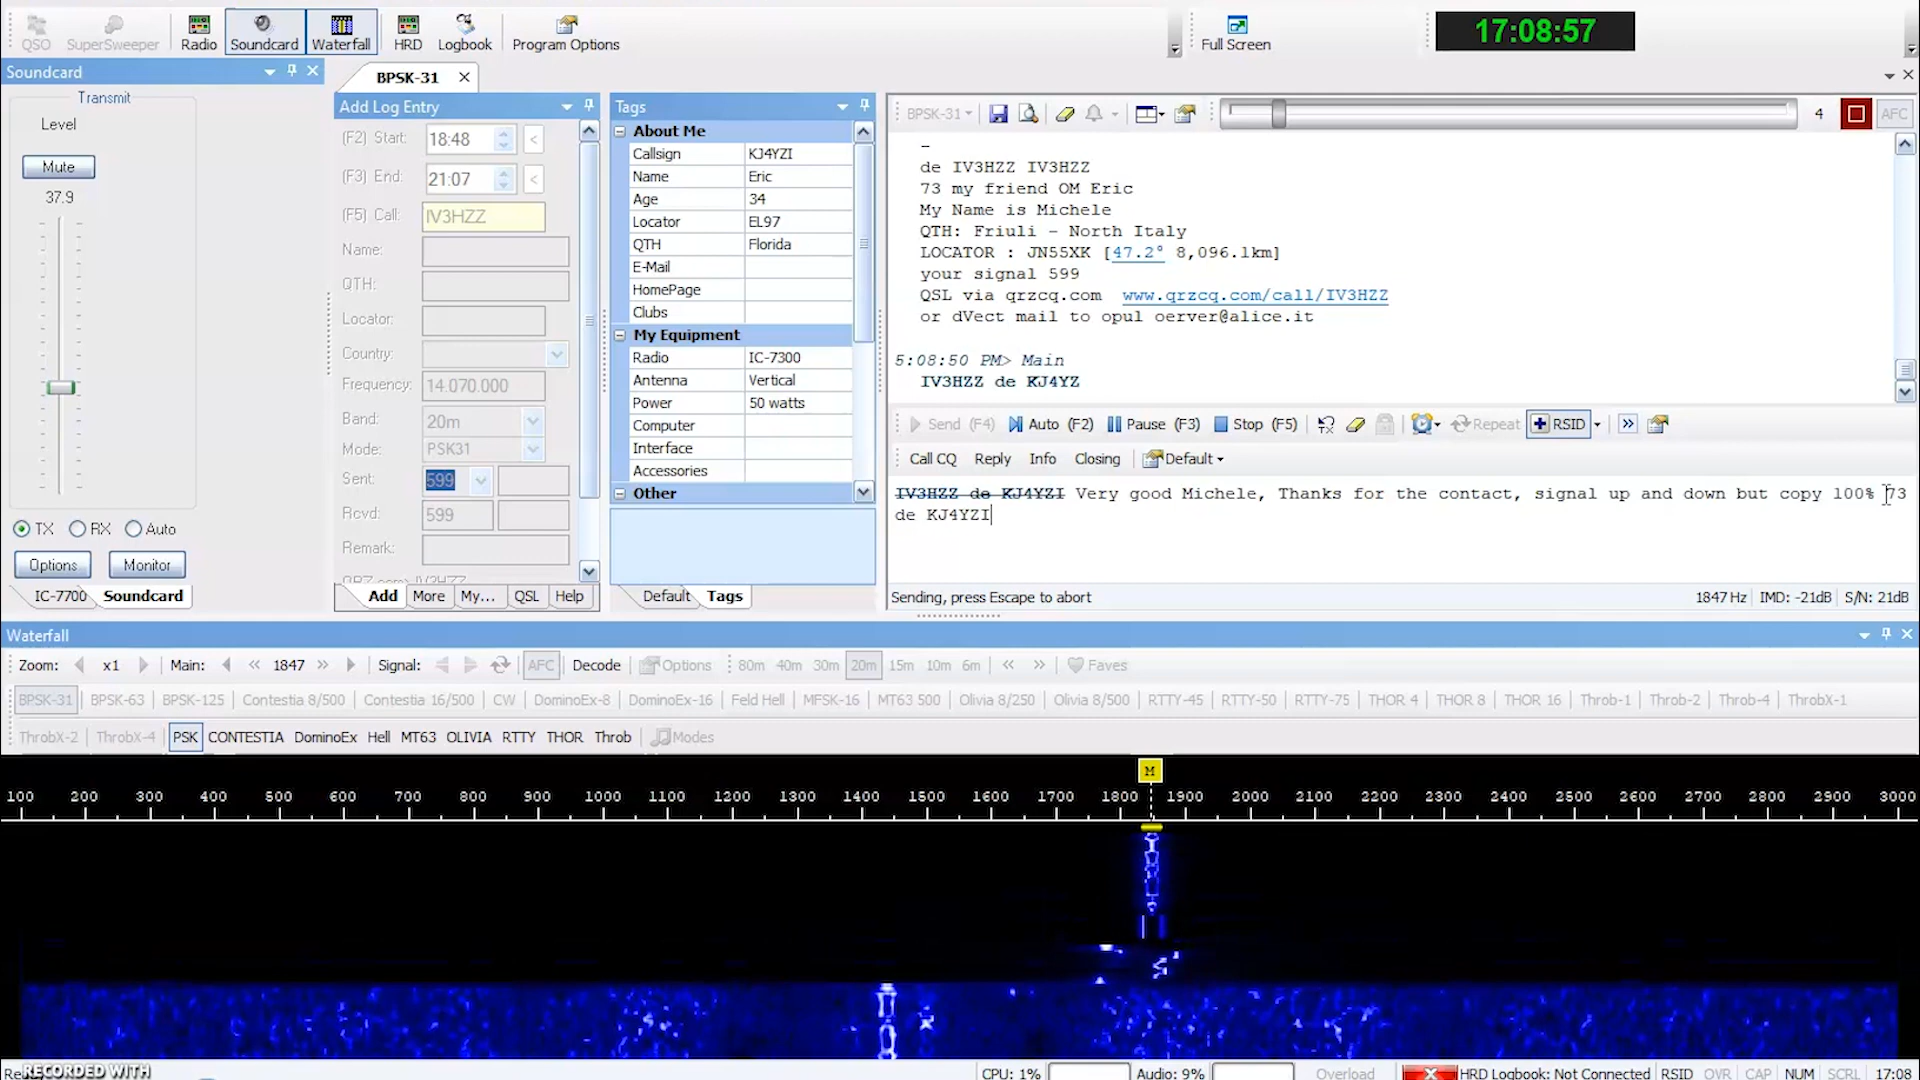 QSO SuperSweeper Radio Soundcard Waterfall HRD Logbook Program Options Full Screen 17:08:57
Soundcard
Transmit
Level
Mute
37.9
TX RX Auto
Options Monitor
IC-7700 Soundcard
BPSK-31
Add Log Entry
(F2) Start: 18:48 <
(F3) End: 21:07 <
(F5) Call: IV3HZZ
Name:
QTH:
Locator:
Country:
Frequency: 14.070.000
Band: 20m
Mode: PSK31
Sent: 599
Rcvd: 599
Remark:
Add More My... QSL Help
Tags
About Me
Callsign KJ4YZI
Name Eric
Age 34
Locator EL97
QTH Florida
E-Mail
HomePage
Clubs
My Equipment
Radio IC-7300
Antenna Vertical
Power 50 watts
Computer
Interface
Accessories
Other
Default Tags
BPSK-31 4 AFC
de IV3HZZ IV3HZZ
73 my friend OM Eric
My Name is Michele
QTH: Friuli - North Italy
LOCATOR : JN55XK [47.2° 8,096.1km]
your signal 599
QSL via qrzcq.com www.qrzcq.com/call/IV3HZZ
or dVect mail to opul oerver@alice.it
5:08:50 PM> Main
IV3HZZ de KJ4YZ
Send (F4) Auto (F2) Pause (F3) Stop (F5) Repeat RSID
Call CQ Reply Info Closing Default
IV3HZZ de KJ4YZI Very good Michele, Thanks for the contact, signal up and down but copy 100% 73
de KJ4YZI
Sending, press Escape to abort 1847 Hz IMD: -21dB S/N: 21dB
Waterfall
Zoom: x1 Main: 1847 Signal: AFC Decode Options 80m 40m 30m 20m 15m 10m 6m Faves
BPSK-31 BPSK-63 BPSK-125 Contestia 8/500 Contestia 16/500 CW DominoEx-8 DominoEx-16 Feld Hell MFSK-16 MT63 500 Olivia 8/250 Olivia 8/500 RTTY-45 RTTY-50 RTTY-75 THOR 4 THOR 8 THOR 16 Throb-1 Throb-2 Throb-4 ThrobX-1
ThrobX-2 ThrobX-4 PSK CONTESTIA DominoEx Hell MT63 OLIVIA RTTY THOR Throb Modes
M
100 200 300 400 500 600 700 800 900 1000 1100 1200 1300 1400 1500 1600 1700 1800 1900 2000 2100 2200 2300 2400 2500 2600 2700 2800 2900 3000
RECORDED WITH
CPU: 1% Audio: 9% Overload HRD Logbook: Not Connected RSID OVR CAP NUM SCRL 17:08